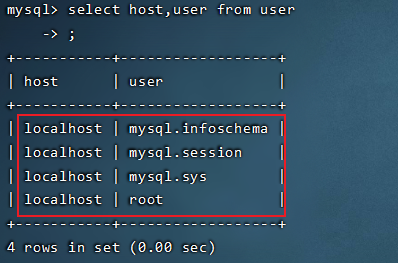 mysql> select host,user from user
    -> ;
+-----------+------------------+
| host      | user             |
+-----------+------------------+
| localhost | mysql.infoschema |
| localhost | mysql.session    |
| localhost | mysql.sys        |
| localhost | root             |
+-----------+------------------+
4 rows in set (0.00 sec)